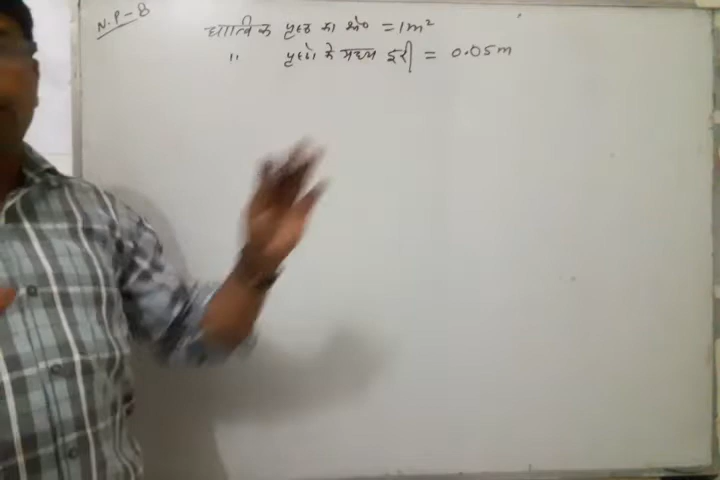 N.P-8
धात्विक पृष्ठ का क्षे० = 1m²
" पृष्ठों के मध्य दूरी = 0.05m